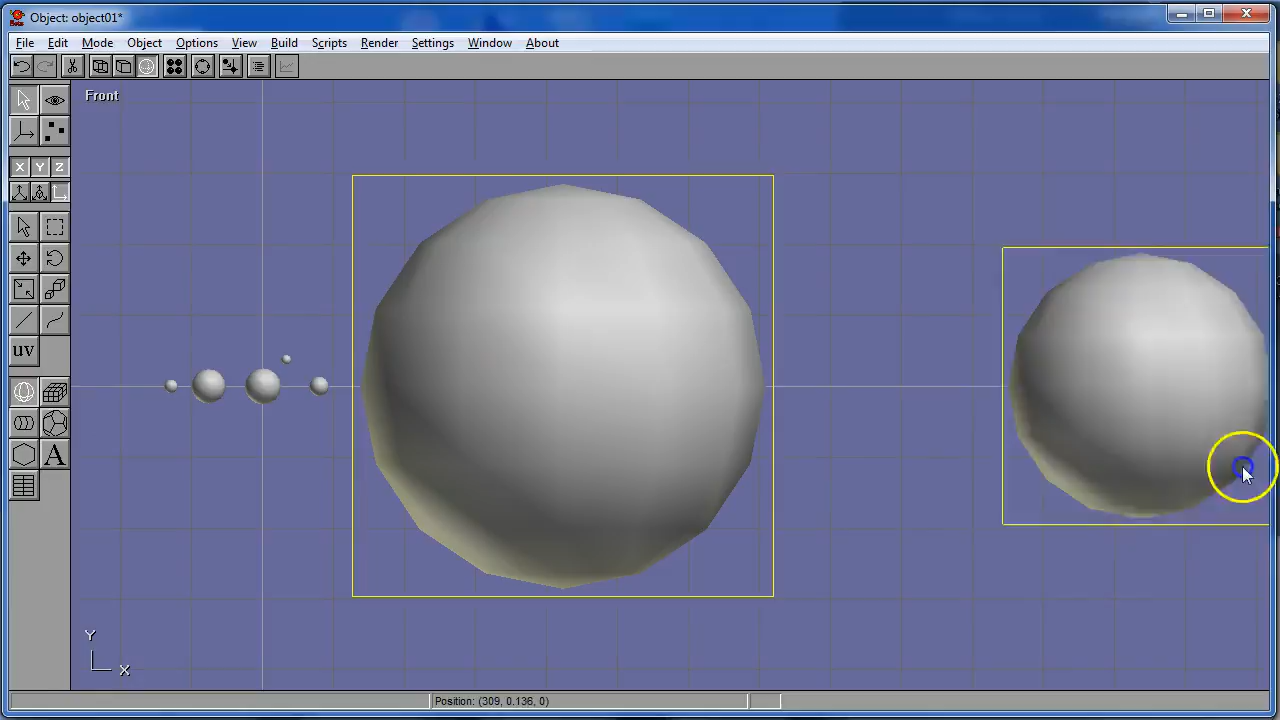 Object: object01*
File Edit Mode Object Options View Build Scripts Render Settings Window About
Front
X Y Z
uv
A
Y
X
Position: (309, 0.136, 0)